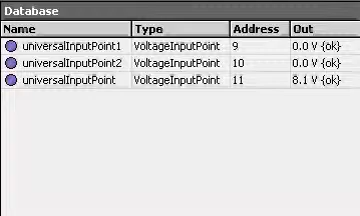 Database
Name Type Address Out
universalInputPoint1 VoltageInputPoint 9 0.0 V {ok}
universalInputPoint2 VoltageInputPoint 10 0.0 V {ok}
universalInputPoint VoltageInputPoint 11 8.1 V {ok}